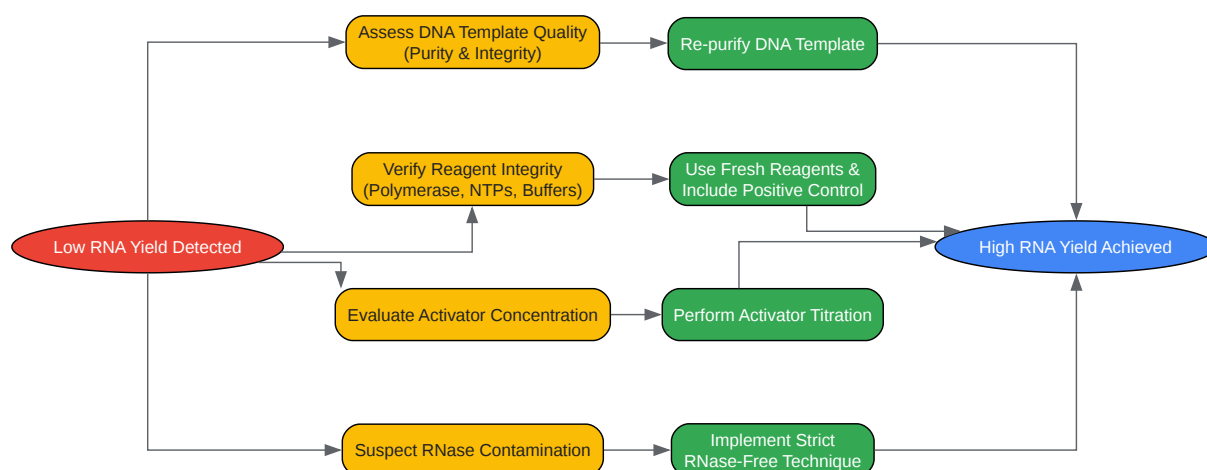 Assess DNA Template Quality
(Purity & Integrity)
Re-purify DNA Template
Verify Reagent Integrity
(Polymerase, NTPs, Buffers)
Use Fresh Reagents &
Include Positive Control
Low RNA Yield Detected
High RNA Yield Achieved
Evaluate Activator Concentration
Perform Activator Titration
Suspect RNase Contamination
Implement Strict
RNase-Free Technique